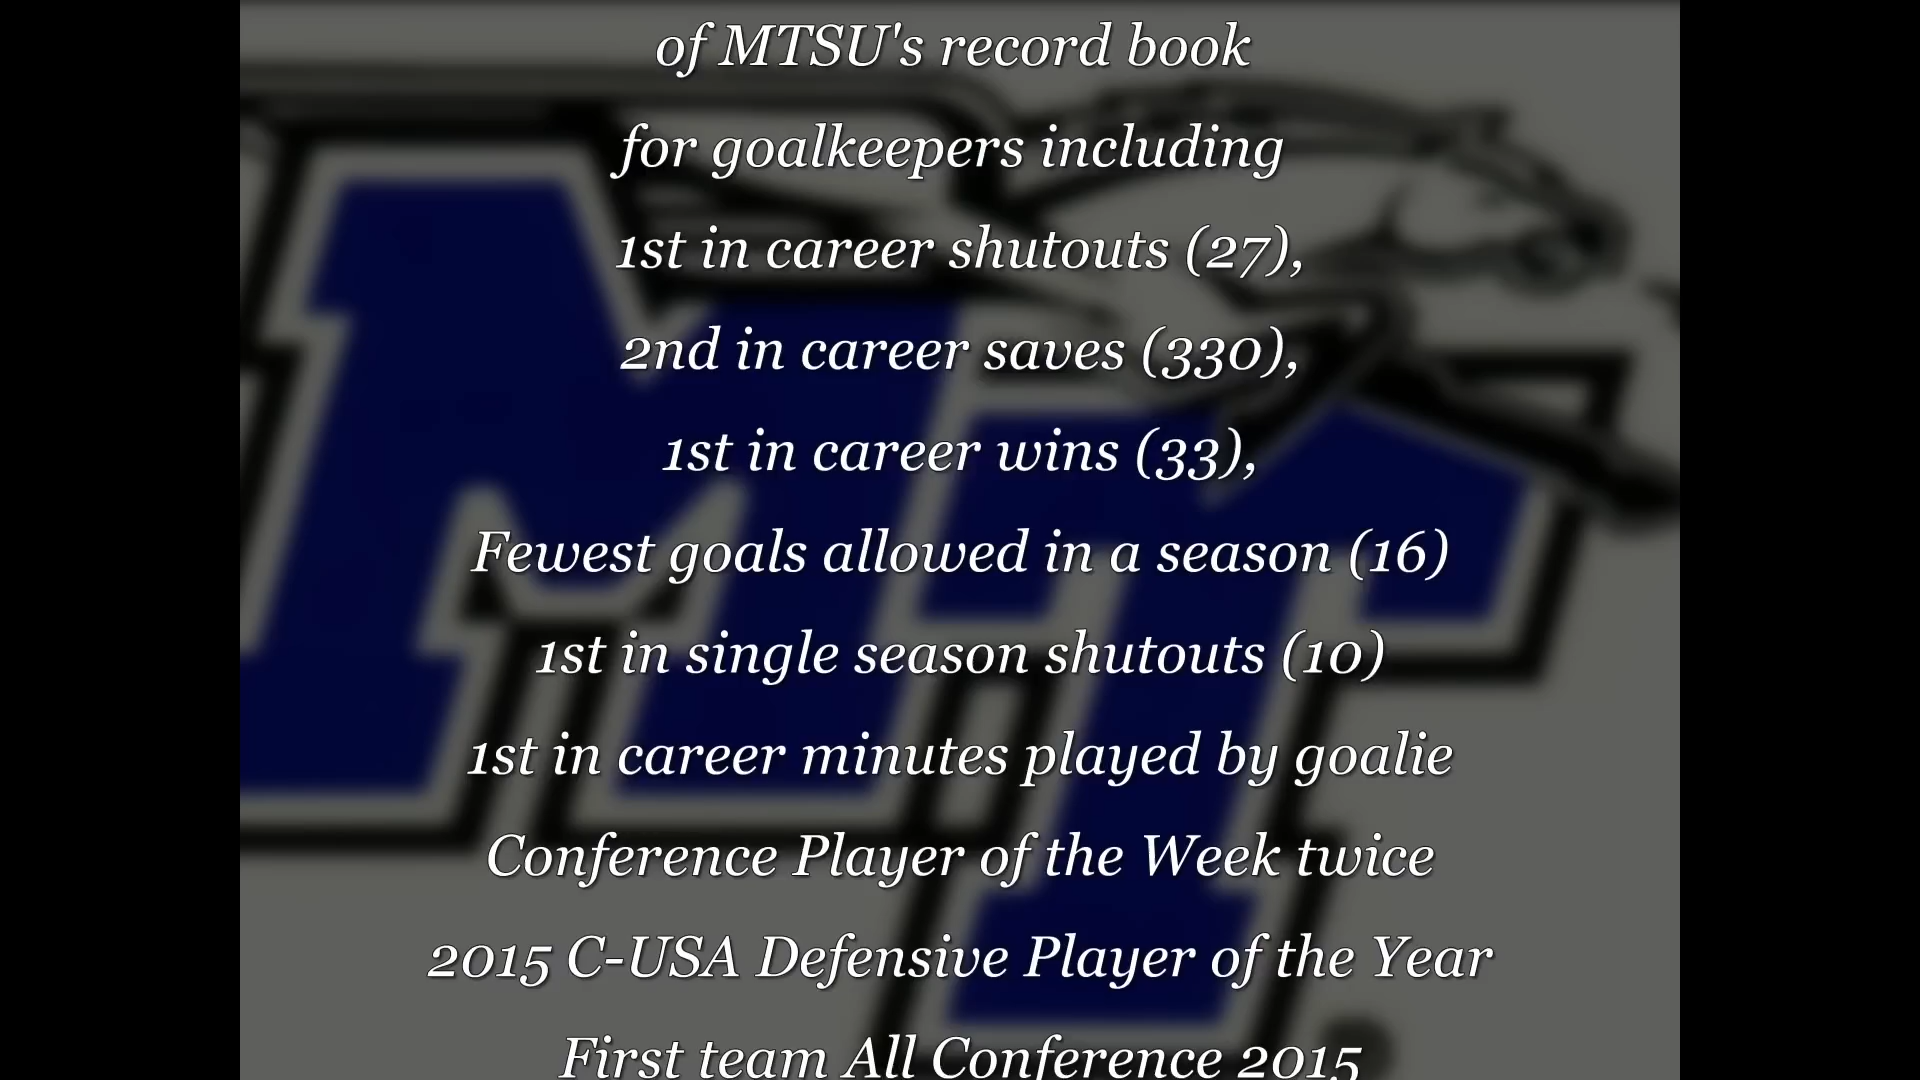 of MTSU's record book
for goalkeepers including
1st in career shutouts (27),
2nd in career saves (330),
1st in career wins (33),
Fewest goals allowed in a season (16)
1st in single season shutouts (10)
1st in career minutes played by goalie
Conference Player of the Week twice
2015 C-USA Defensive Player of the Year
First team All Conference 2015
MT